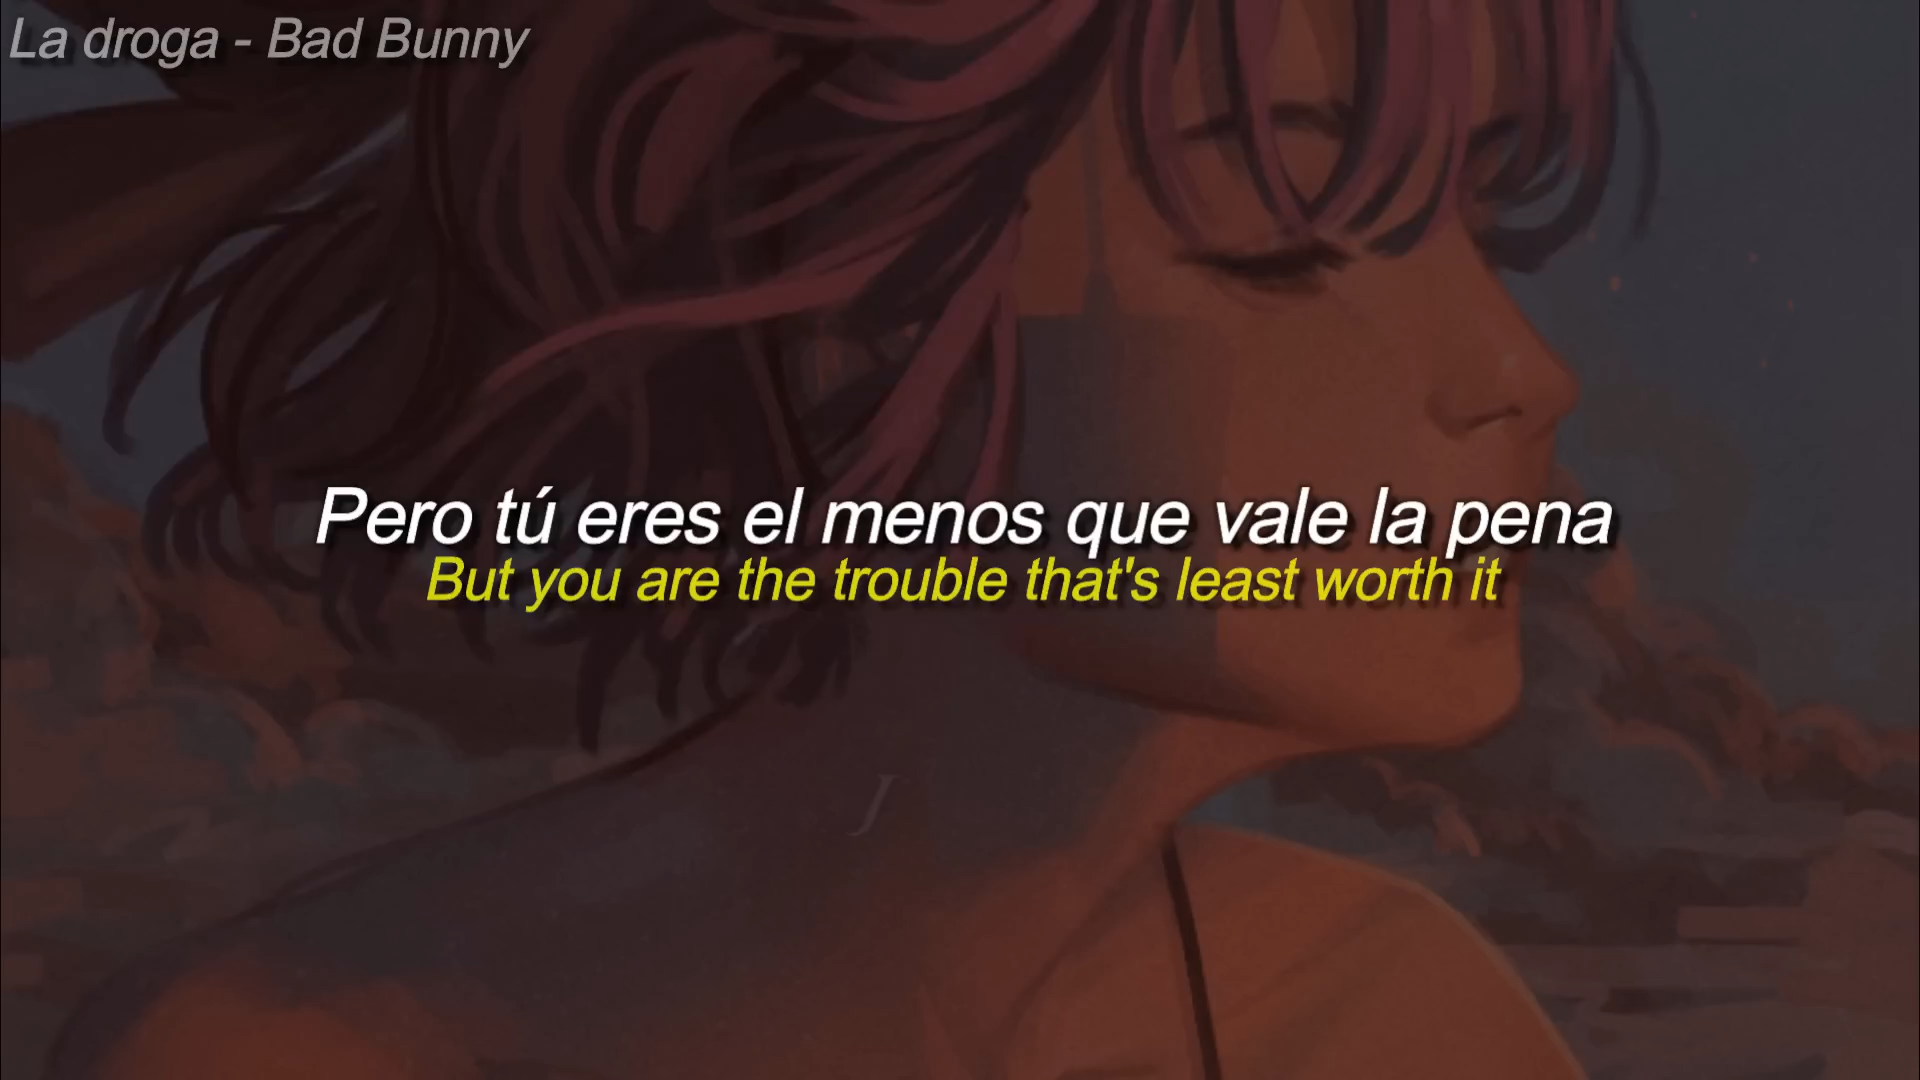 La droga - Bad Bunny
Pero tú eres el menos que vale la pena
But you are the trouble that's least worth it
J